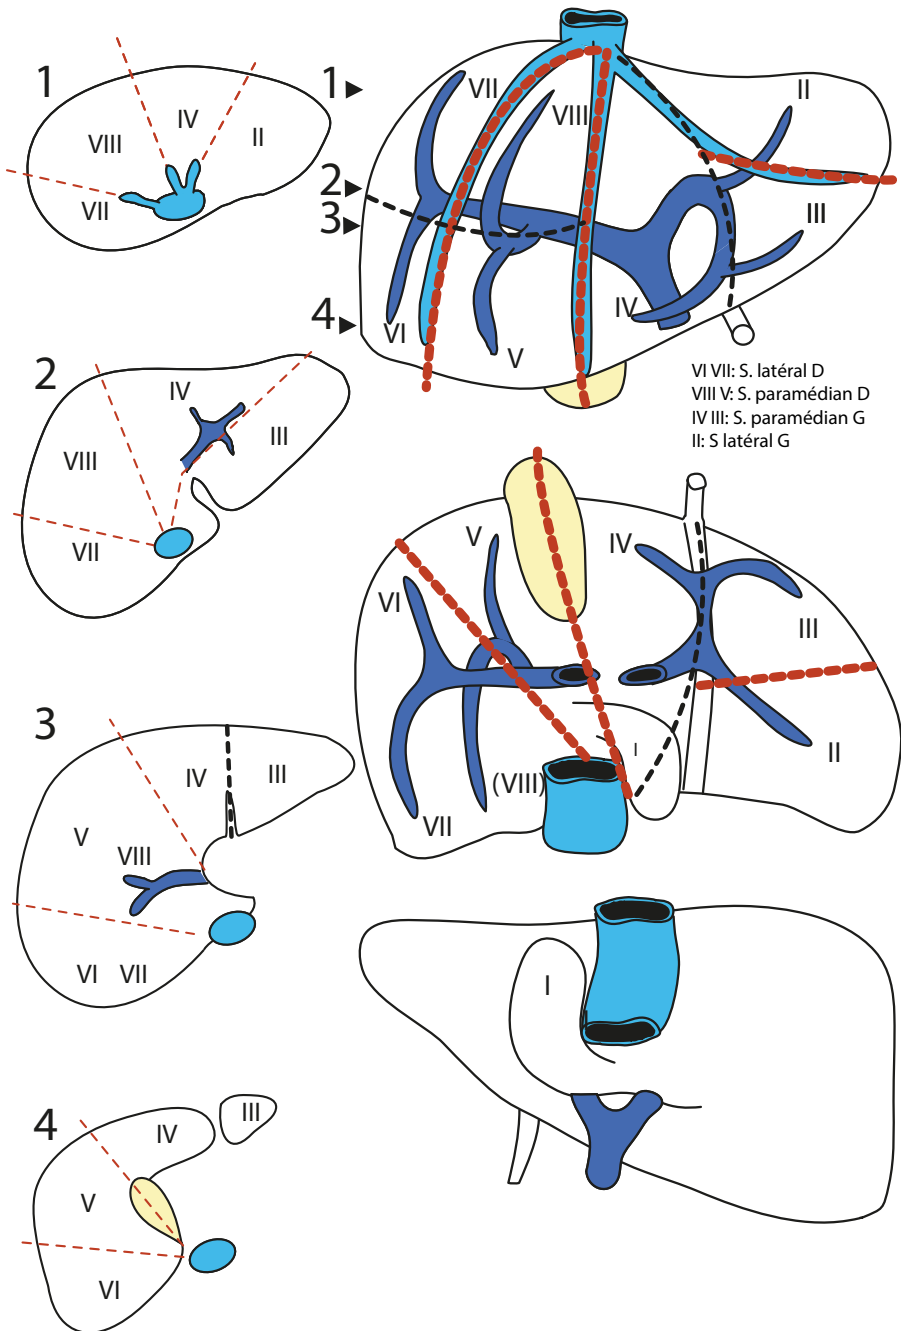 1
IV
VIII
II
VII
1
2
3
4
VII
VIII
II
III
IV
VI
V
VI VII: S. latéral D
VIII V: S. paramédian D
IV III: S. paramédian G
II: S latéral G
2
IV
III
VIII
VII
V
IV
VI
III
I
II
(VIII)
VII
3
IV
III
V
VIII
VI VII
I
4
III
IV
V
VI